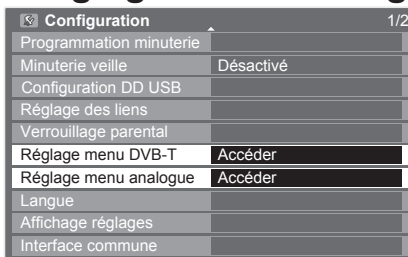 Configuration 1/2
Programmation minuterie
Minuterie veille Désactivé
Configuration DD USB
Réglage des liens
Verrouillage parental
Réglage menu DVB-T Accéder
Réglage menu analogue Accéder
Langue
Affichage réglages
Interface commune